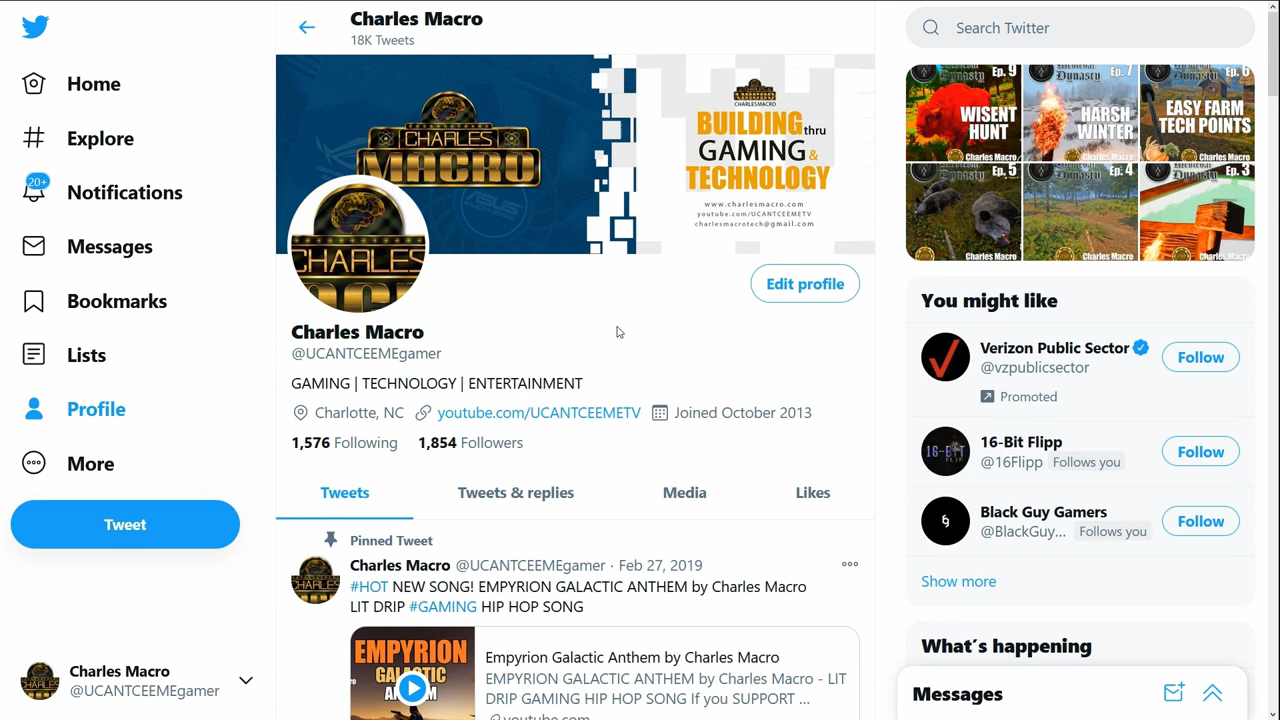 Charles Macro
18K Tweets
Search Twitter
Home
Explore
20+
Notifications
Messages
Bookmarks
Lists
Profile
More
Tweet
Charles Macro
@UCANTCEEMEgamer
CHARLES
MACRO
CHARLESMACRO
BUILDING thru
GAMING &
TECHNOLOGY
www.charlesmacro.com
youtube.com/UCANTCEEMETV
charlesmacrotech@gmail.com
CHARLES
Edit profile
Charles Macro
@UCANTCEEMEgamer
GAMING | TECHNOLOGY | ENTERTAINMENT
Charlotte, NC youtube.com/UCANTCEEMETV Joined October 2013
1,576 Following 1,854 Followers
Tweets Tweets & replies Media Likes
Pinned Tweet
Charles Macro @UCANTCEEMEgamer · Feb 27, 2019
#HOT NEW SONG! EMPYRION GALACTIC ANTHEM by Charles Macro
LIT DRIP #GAMING HIP HOP SONG
EMPYRION
GALACTIC
ANTHEM
Empyrion Galactic Anthem by Charles Macro
EMPYRION GALACTIC ANTHEM by Charles Macro - LIT
DRIP GAMING HIP HOP SONG If you SUPPORT ...
youtube.com
Dynasty Ep. 9
WISENT
HUNT
Charles Macro
Dynasty Ep. 7
HARSH
WINTER
Charles Macro
Dynasty Ep. 6
EASY FARM
TECH POINTS
Charles Macro
Dynasty Ep. 5
Charles Macro
Dynasty Ep. 4
Charles Macro
Dynasty Ep. 3
Charles Macro
You might like
Verizon Public Sector
@vzpublicsector
Promoted
Follow
16-Bit Flipp
@16Flipp Follows you
Follow
Black Guy Gamers
@BlackGuy... Follows you
Follow
Show more
What's happening
Messages